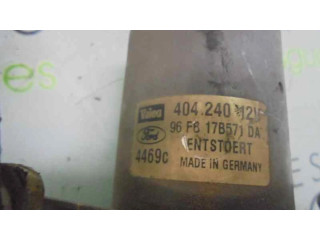 Valeo 404.240 12V
Ford 96 FG 17B571 DA
ENTSTOERT
4469c MADE IN GERMANY